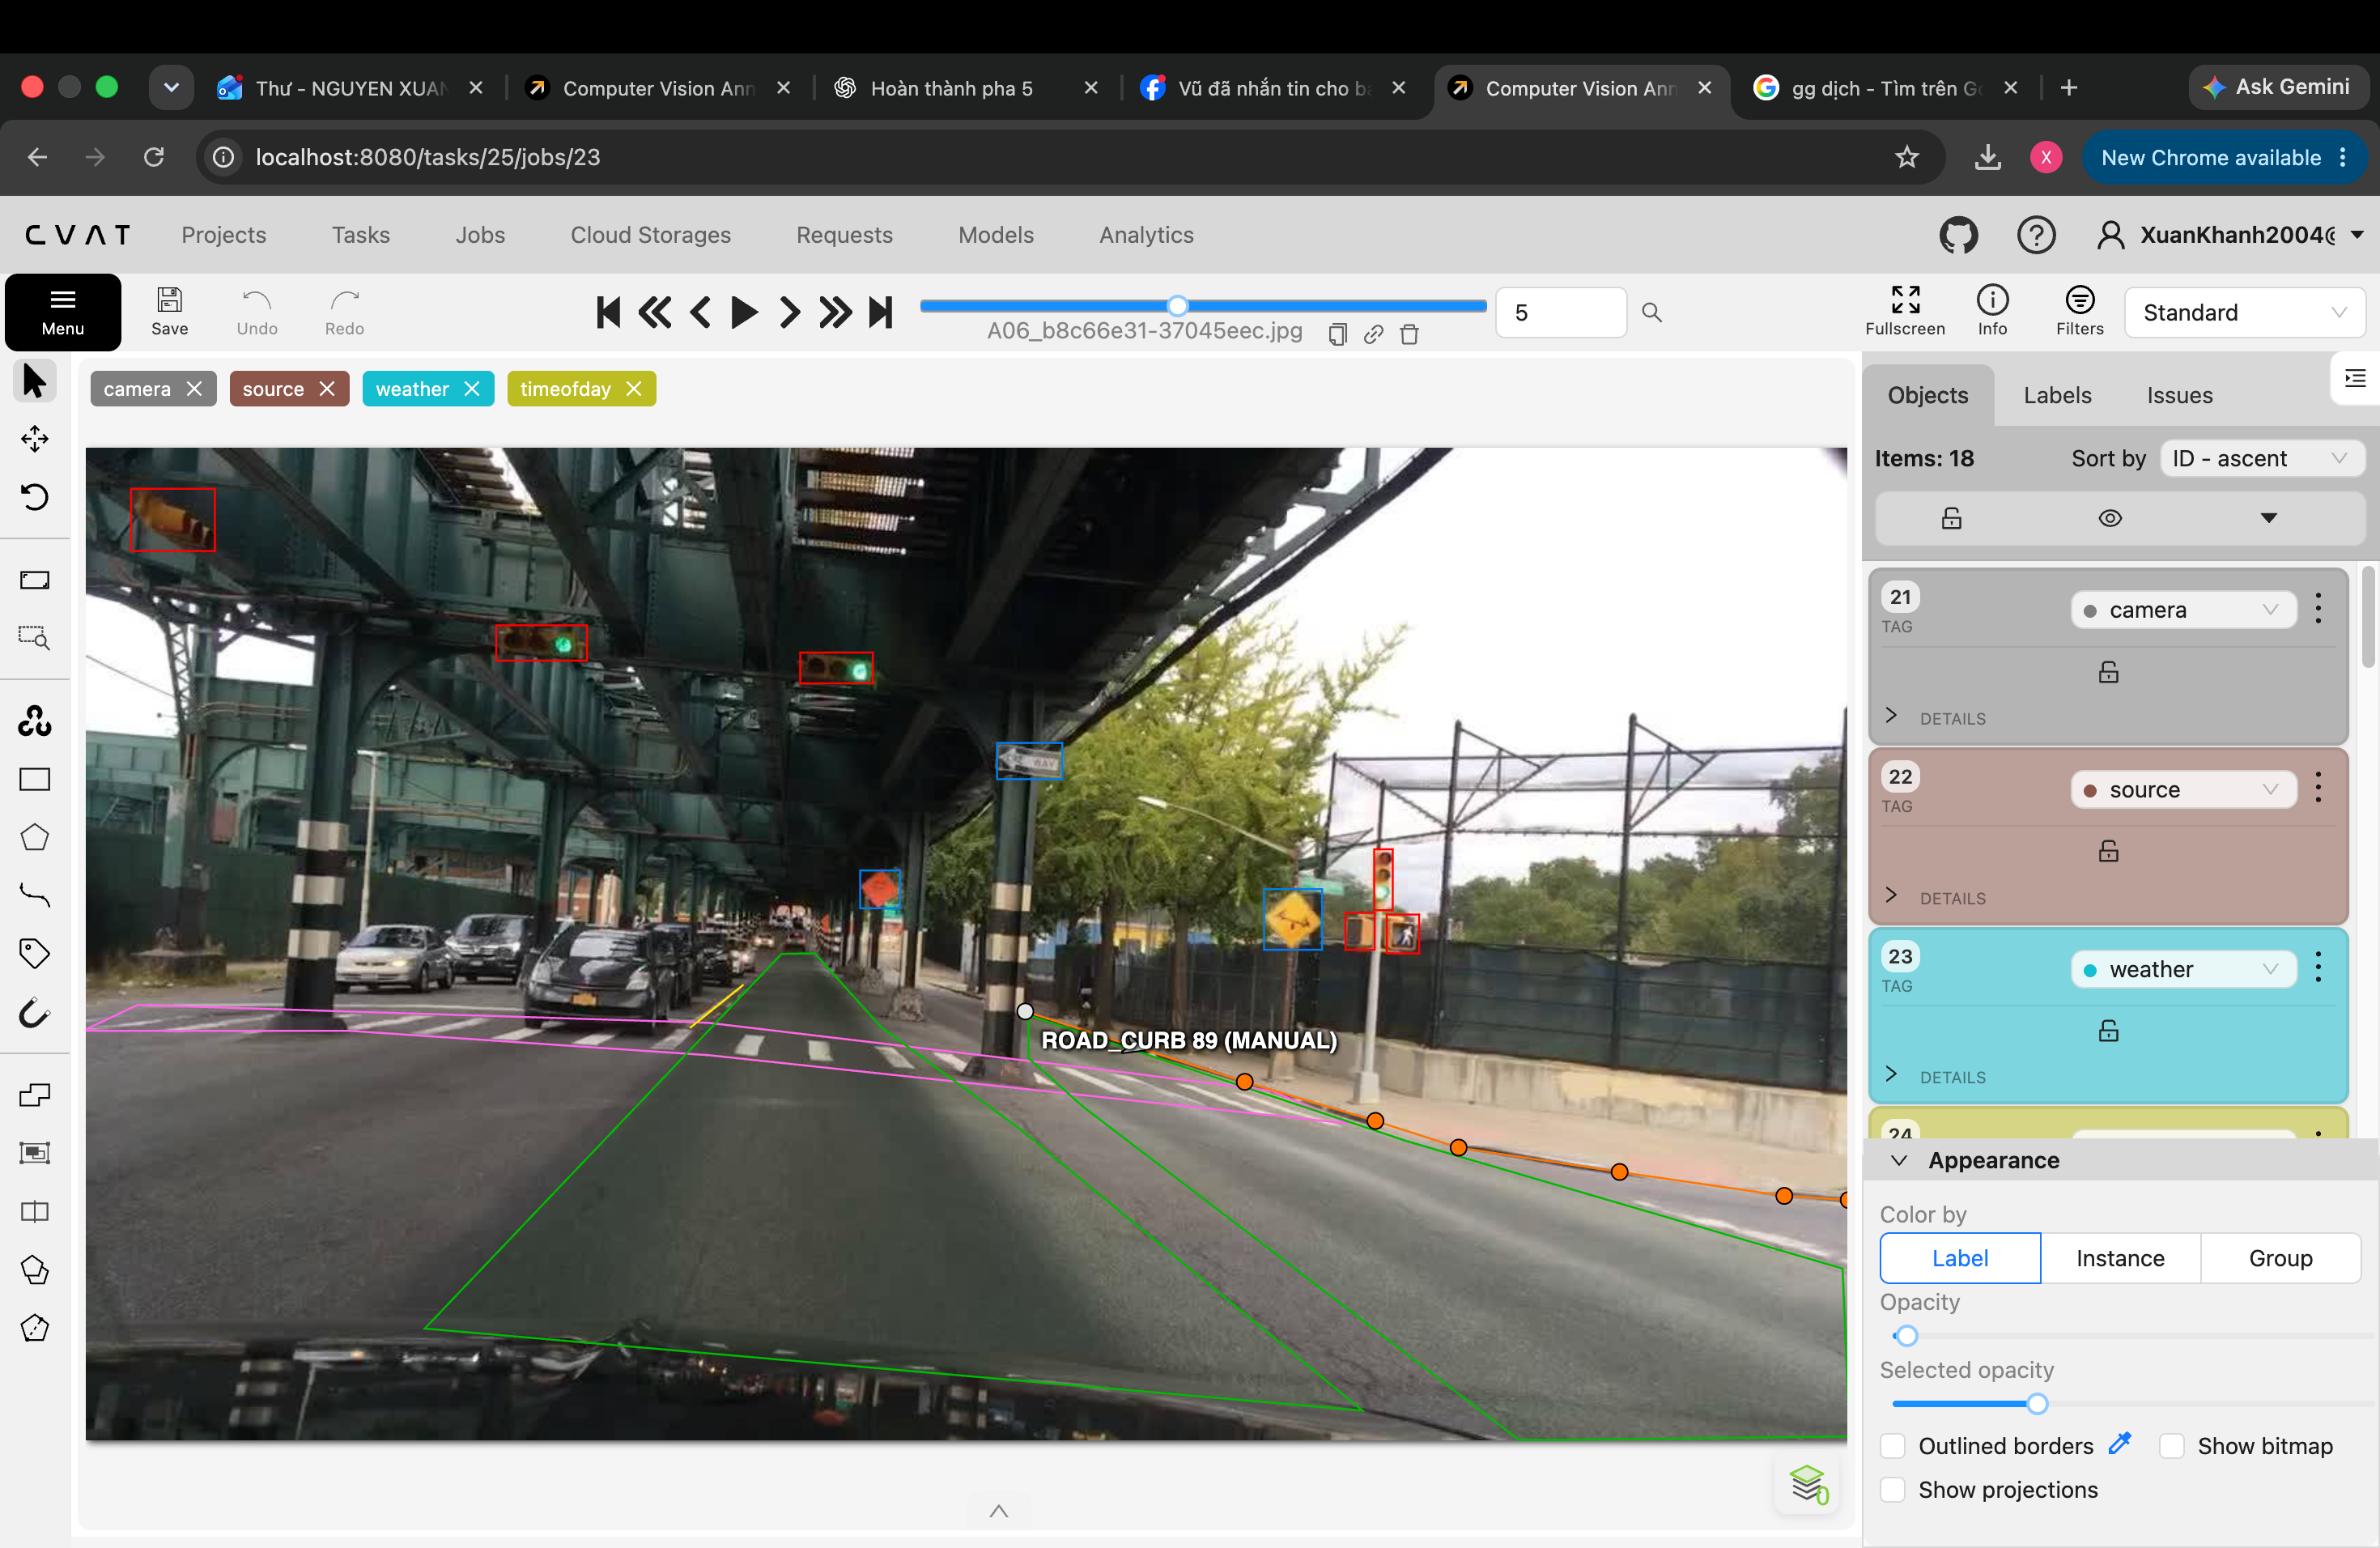 Thư - NGUYEN XUAN
Computer Vision Ann
Hoàn thành pha 5
Vũ đã nhắn tin cho bạ
Computer Vision Ann
gg dịch - Tìm trên Go
Ask Gemini
localhost:8080/tasks/25/jobs/23
X
New Chrome available
CVAT
Projects
Tasks
Jobs
Cloud Storages
Requests
Models
Analytics
XuanKhanh2004@
Menu
Save
Undo
Redo
A06_b8c66e31-37045eec.jpg
5
Fullscreen
Info
Filters
Standard
camera
source
weather
timeofday
WAY
ROAD_CURB 89 (MANUAL)
0
Objects
Labels
Issues
Items: 18
Sort by
ID - ascent
21
TAG
camera
DETAILS
22
TAG
source
DETAILS
23
TAG
weather
DETAILS
24
Appearance
Color by
Label
Instance
Group
Opacity
Selected opacity
Outlined borders
Show bitmap
Show projections